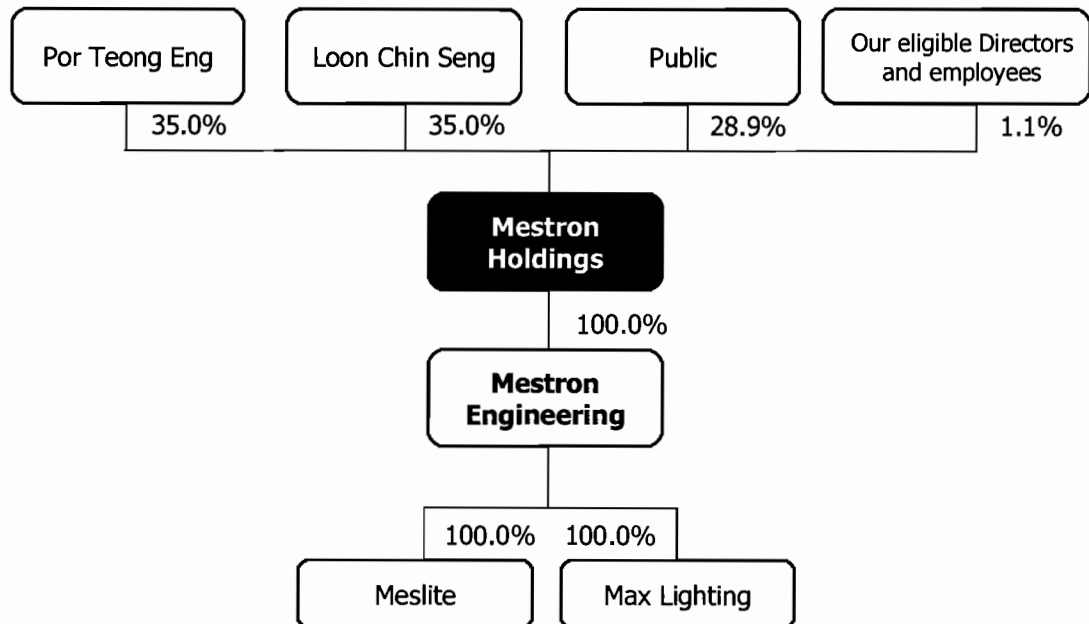 Por Teong Eng
Loon Chin Seng
Public
Our eligible Directors
and employees
35.0%
35.0%
28.9%
1.1%
Mestron
Holdings
100.0%
Mestron
Engineering
100.0%
100.0%
Meslite
Max Lighting